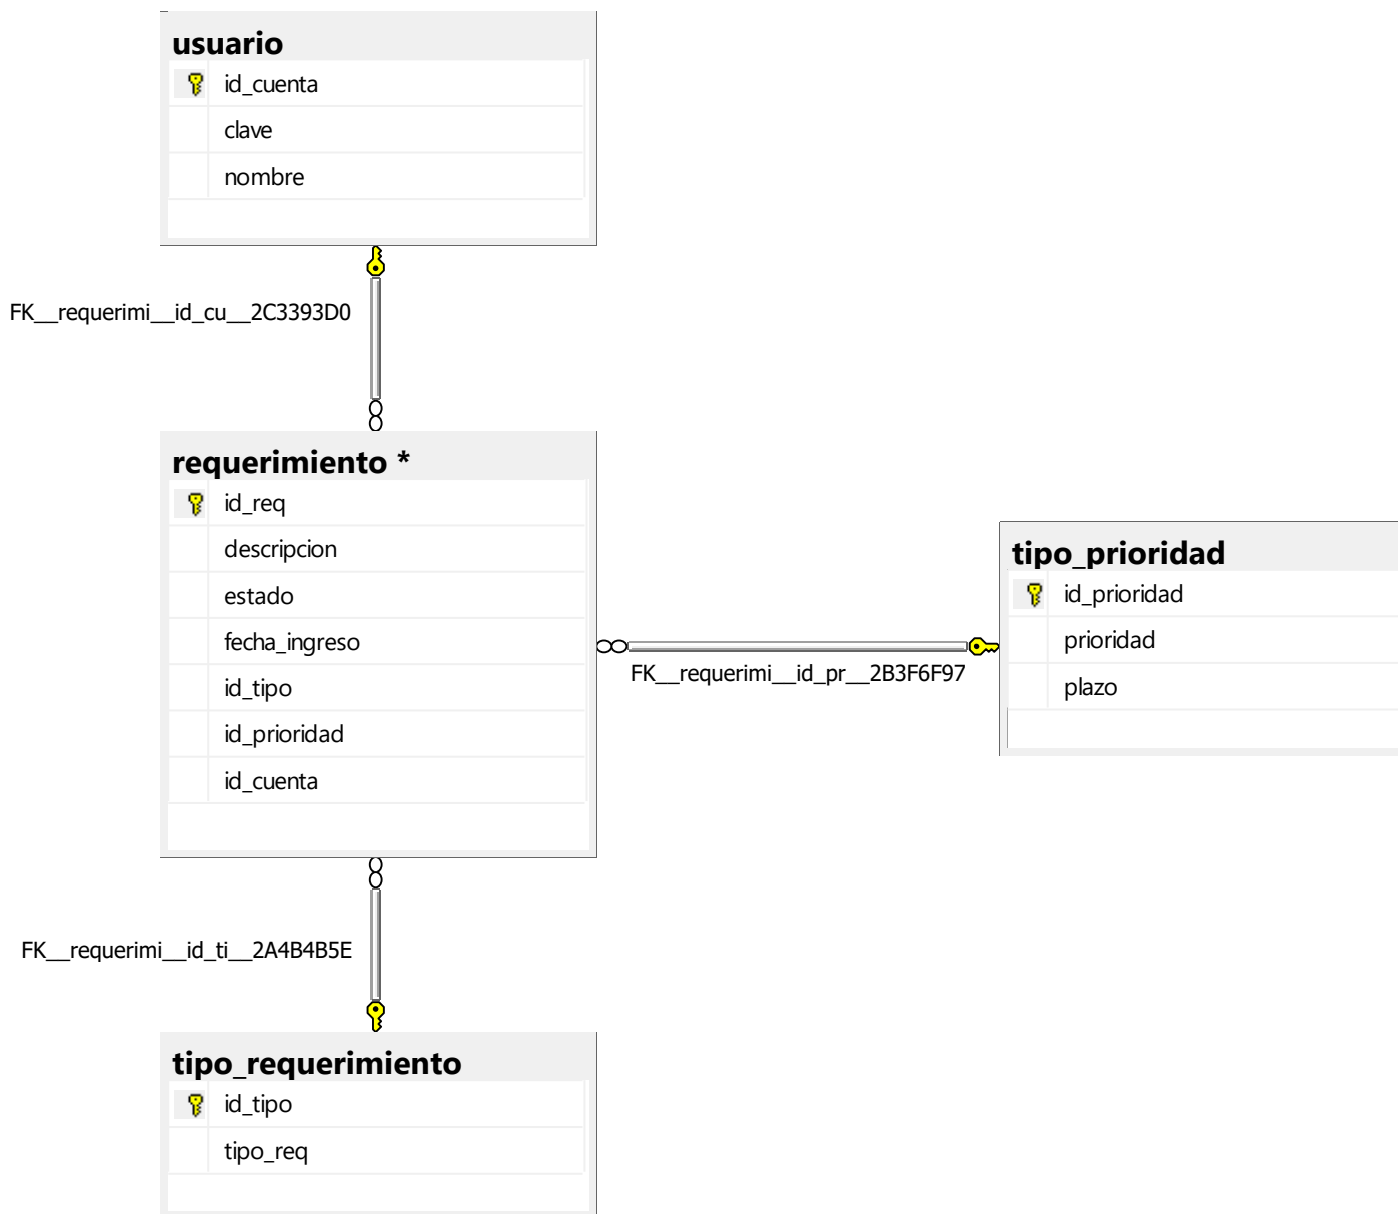 usuario
id_cuenta
clave
nombre
FK__requerimi__id_cu__2C3393D0
requerimiento *
id_req
descripcion
estado
fecha_ingreso
id_tipo
id_prioridad
id_cuenta
tipo_prioridad
id_prioridad
prioridad
plazo
FK__requerimi__id_pr__2B3F6F97
FK__requerimi__id_ti__2A4B4B5E
tipo_requerimiento
id_tipo
tipo_req